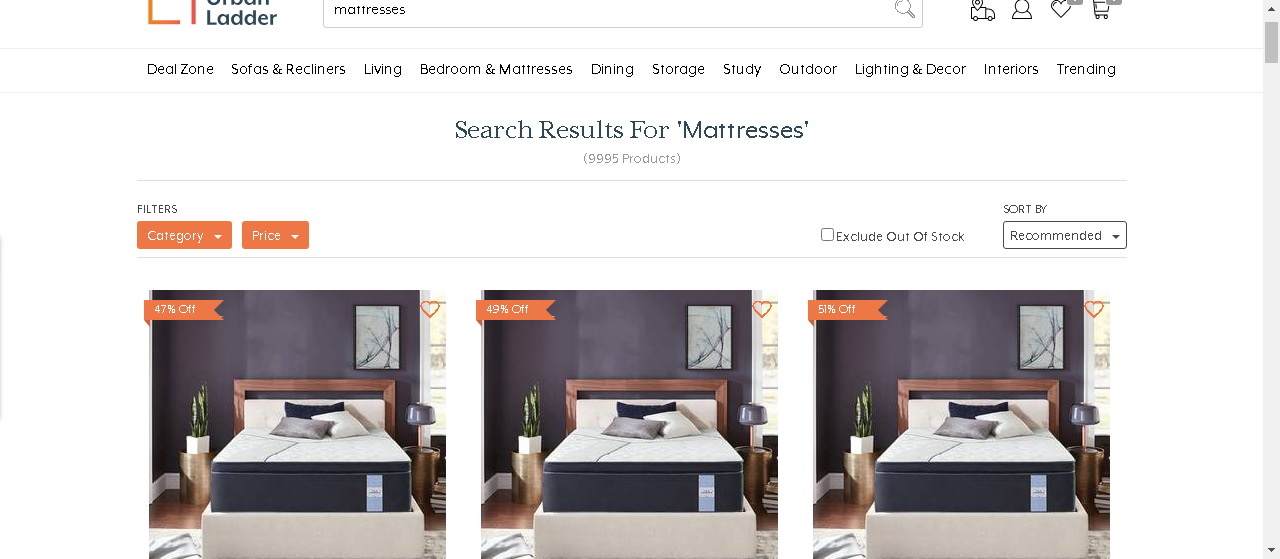 Urban
Ladder
mattresses
Deal Zone Sofas & Recliners Living Bedroom & Mattresses Dining Storage Study Outdoor Lighting & Decor Interiors Trending
Search Results For 'Mattresses'
(9995 Products)
FILTERS
SORT BY
Category Price Exclude Out Of Stock Recommended
47% Off 49% Off 51% Off